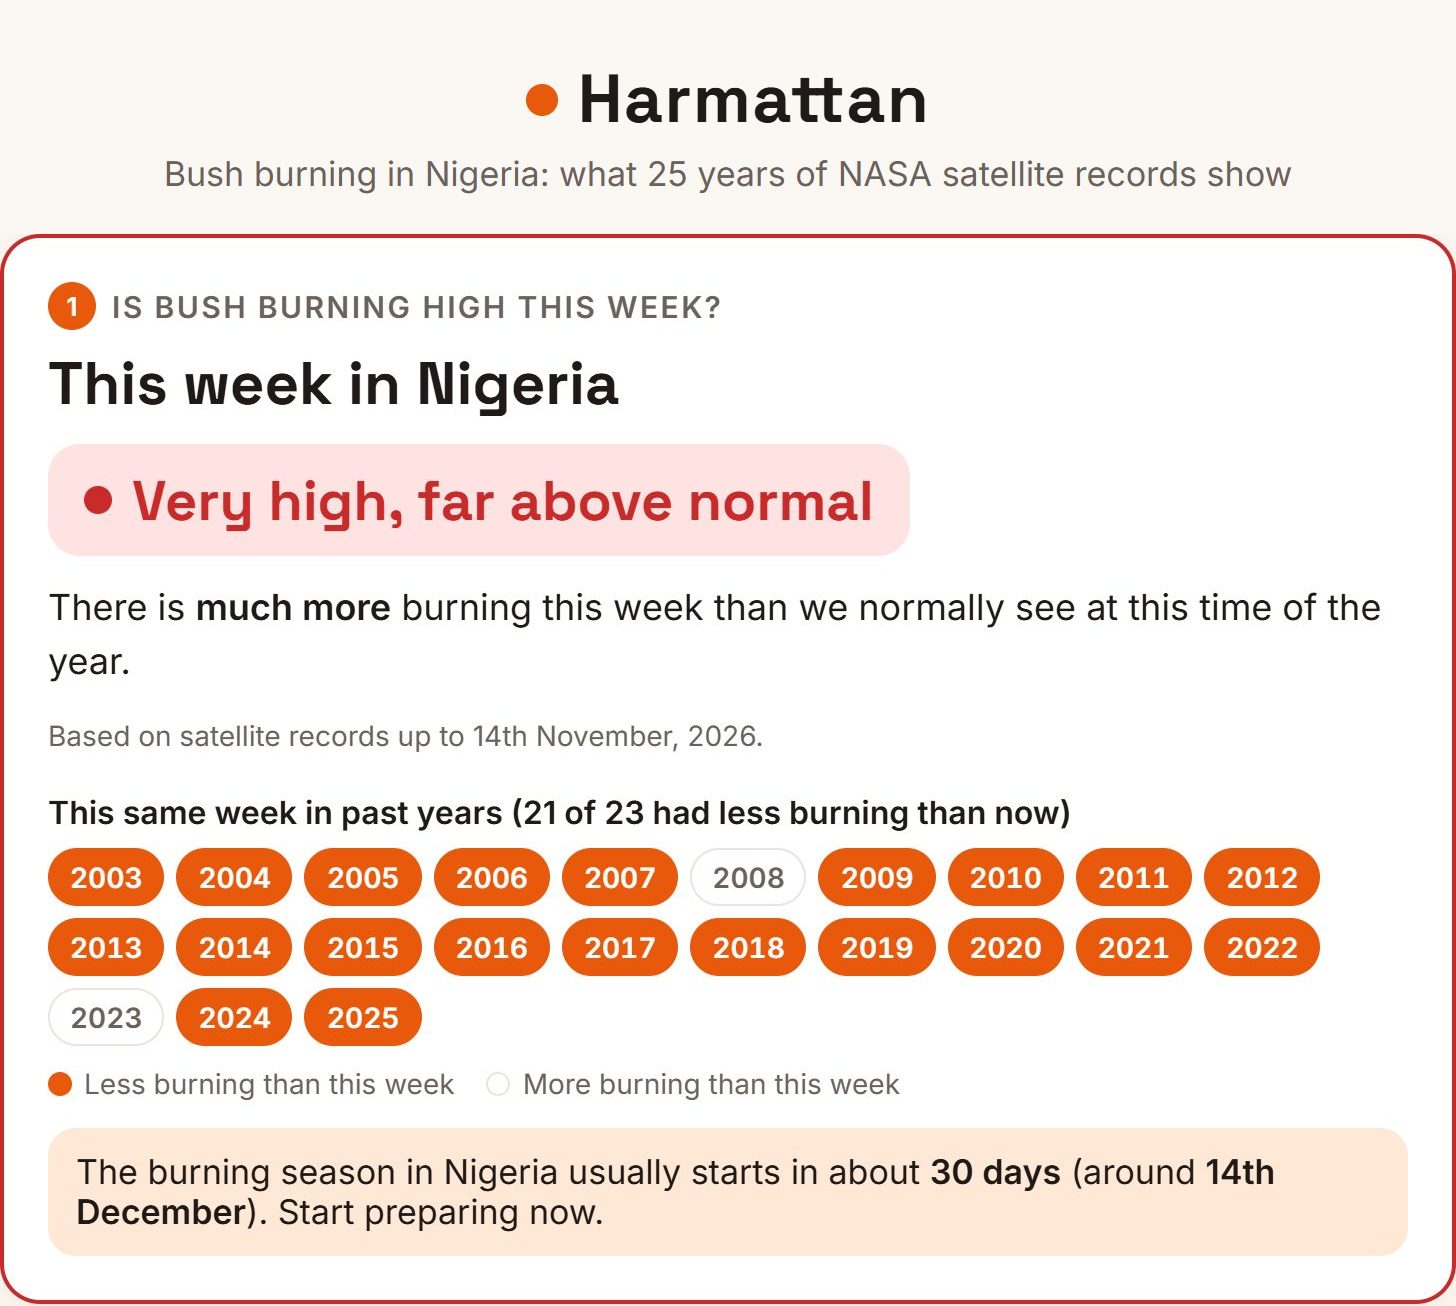 Harmattan
Bush burning in Nigeria: what 25 years of NASA satellite records show
1 IS BUSH BURNING HIGH THIS WEEK?
This week in Nigeria
Very high, far above normal
There is much more burning this week than we normally see at this time of the
year.
Based on satellite records up to 14th November, 2026.
This same week in past years (21 of 23 had less burning than now)
2003 2004 2005 2006 2007 2008 2009 2010 2011 2012
2013 2014 2015 2016 2017 2018 2019 2020 2021 2022
2023 2024 2025
Less burning than this week More burning than this week
The burning season in Nigeria usually starts in about 30 days (around 14th
December). Start preparing now.